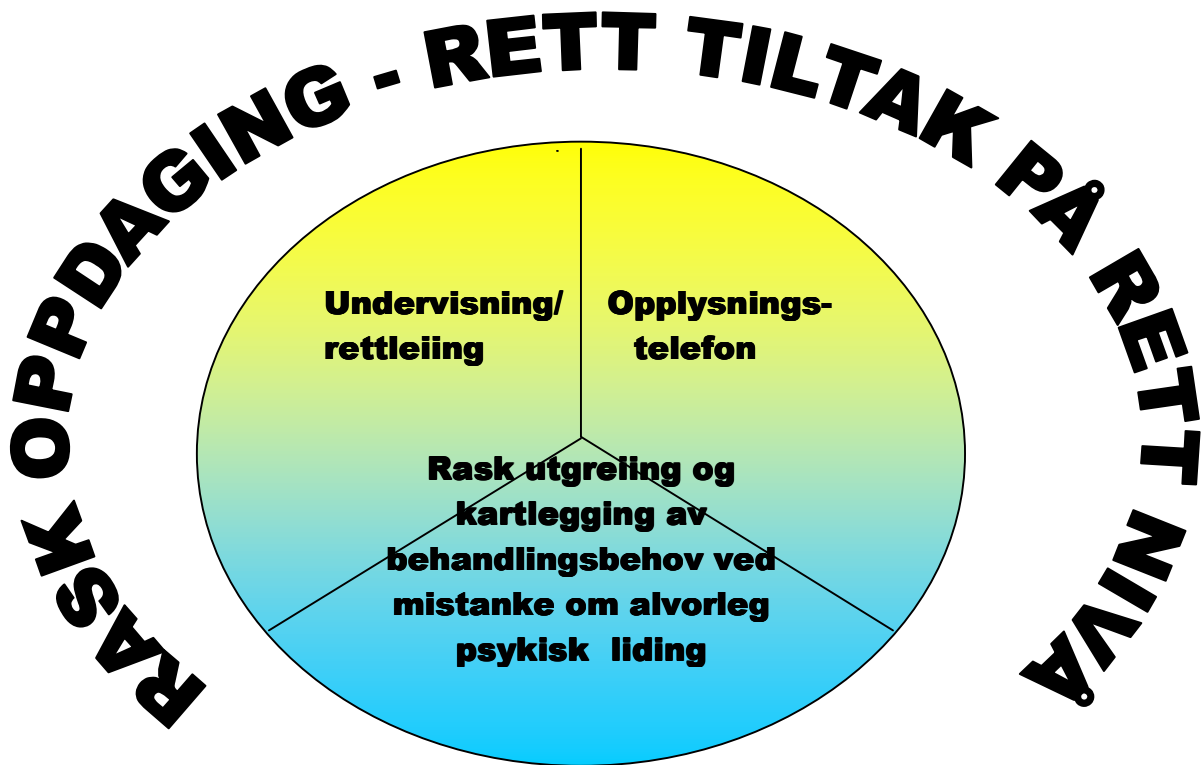 RASK OPPDAGING - RETT TILTAK PÅ RETT NIVÅ
Undervisning/
rettleiing
Opplysnings-
telefon
Rask utgreiing og
kartlegging av
behandlingsbehov ved
mistanke om alvorleg
psykisk liding